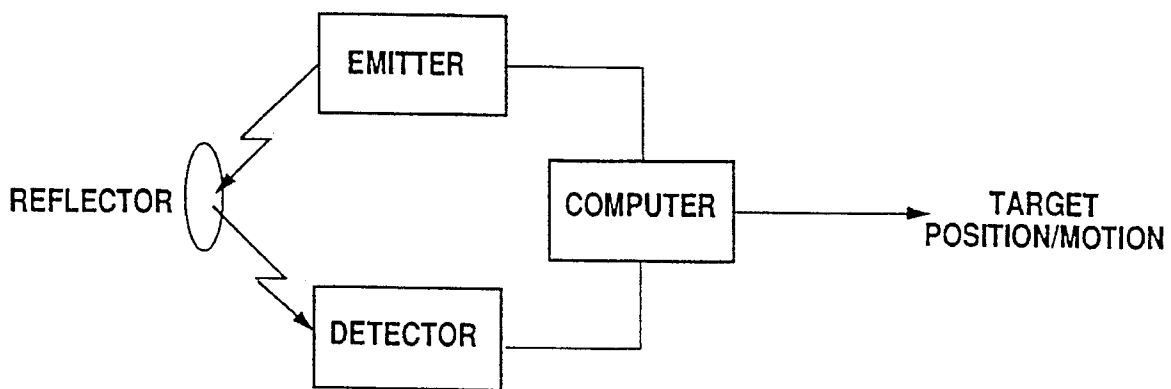 EMITTER
REFLECTOR
COMPUTER
TARGET
POSITION/MOTION
DETECTOR